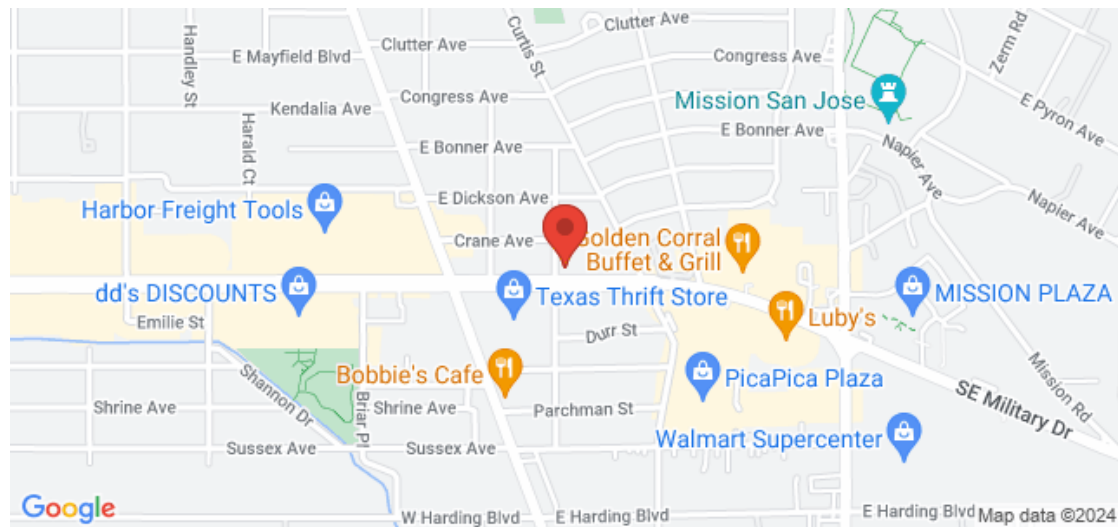 Clutter Ave
Clutter Ave
Handley St
E Mayfield Blvd
Curtis St
Zerm Rd
Congress Ave
Kendalia Ave
Congress Ave
Mission San Jose
E Pyron Ave
Harald Ct
E Bonner Ave
E Bonner Ave
Napier Ave
E Dickson Ave
Napier Ave
Harbor Freight Tools
Crane Ave
Golden Corral
Buffet & Grill
dd's DISCOUNTS
Texas Thrift Store
MISSION PLAZA
Emilie St
Durr St
Luby's
Shannon Dr
Bobbie's Cafe
PicaPica Plaza
Mission Rd
SE Military Dr
Shrine Ave
Briar Pl
Shrine Ave
Parchman St
Sussex Ave
Sussex Ave
Walmart Supercenter
Google
W Harding Blvd
E Harding Blvd
E Harding Blvd
Map data ©2024